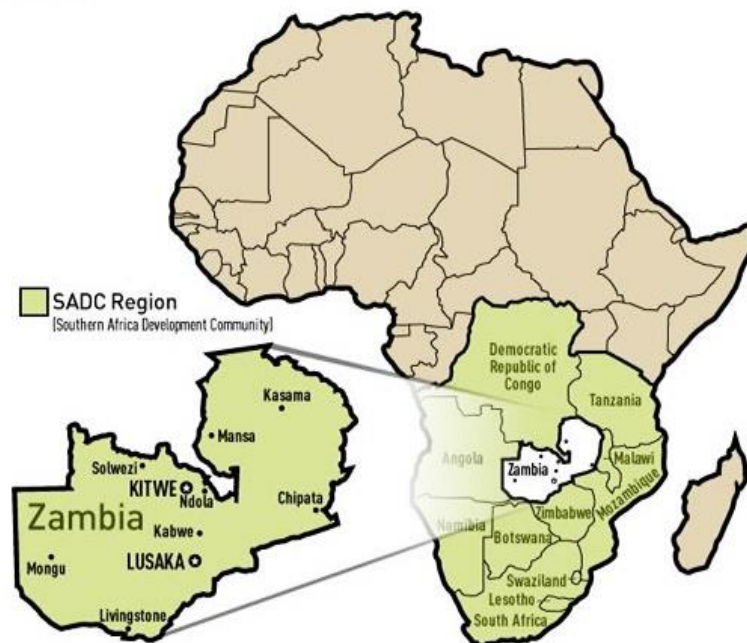 SADC Region
(Southern Africa Development Community)
Kasama
Mansa
Solwezi
KITWE
Ndola
Chipata
Zambia
Kabwe
Mongu
LUSAKA
Livingstone
Democratic
Republic of
Congo
Tanzania
Angola
Zambia
Malawi
Mozambique
Zimbabwe
Namibia
Botswana
Swaziland
Lesotho
South Africa